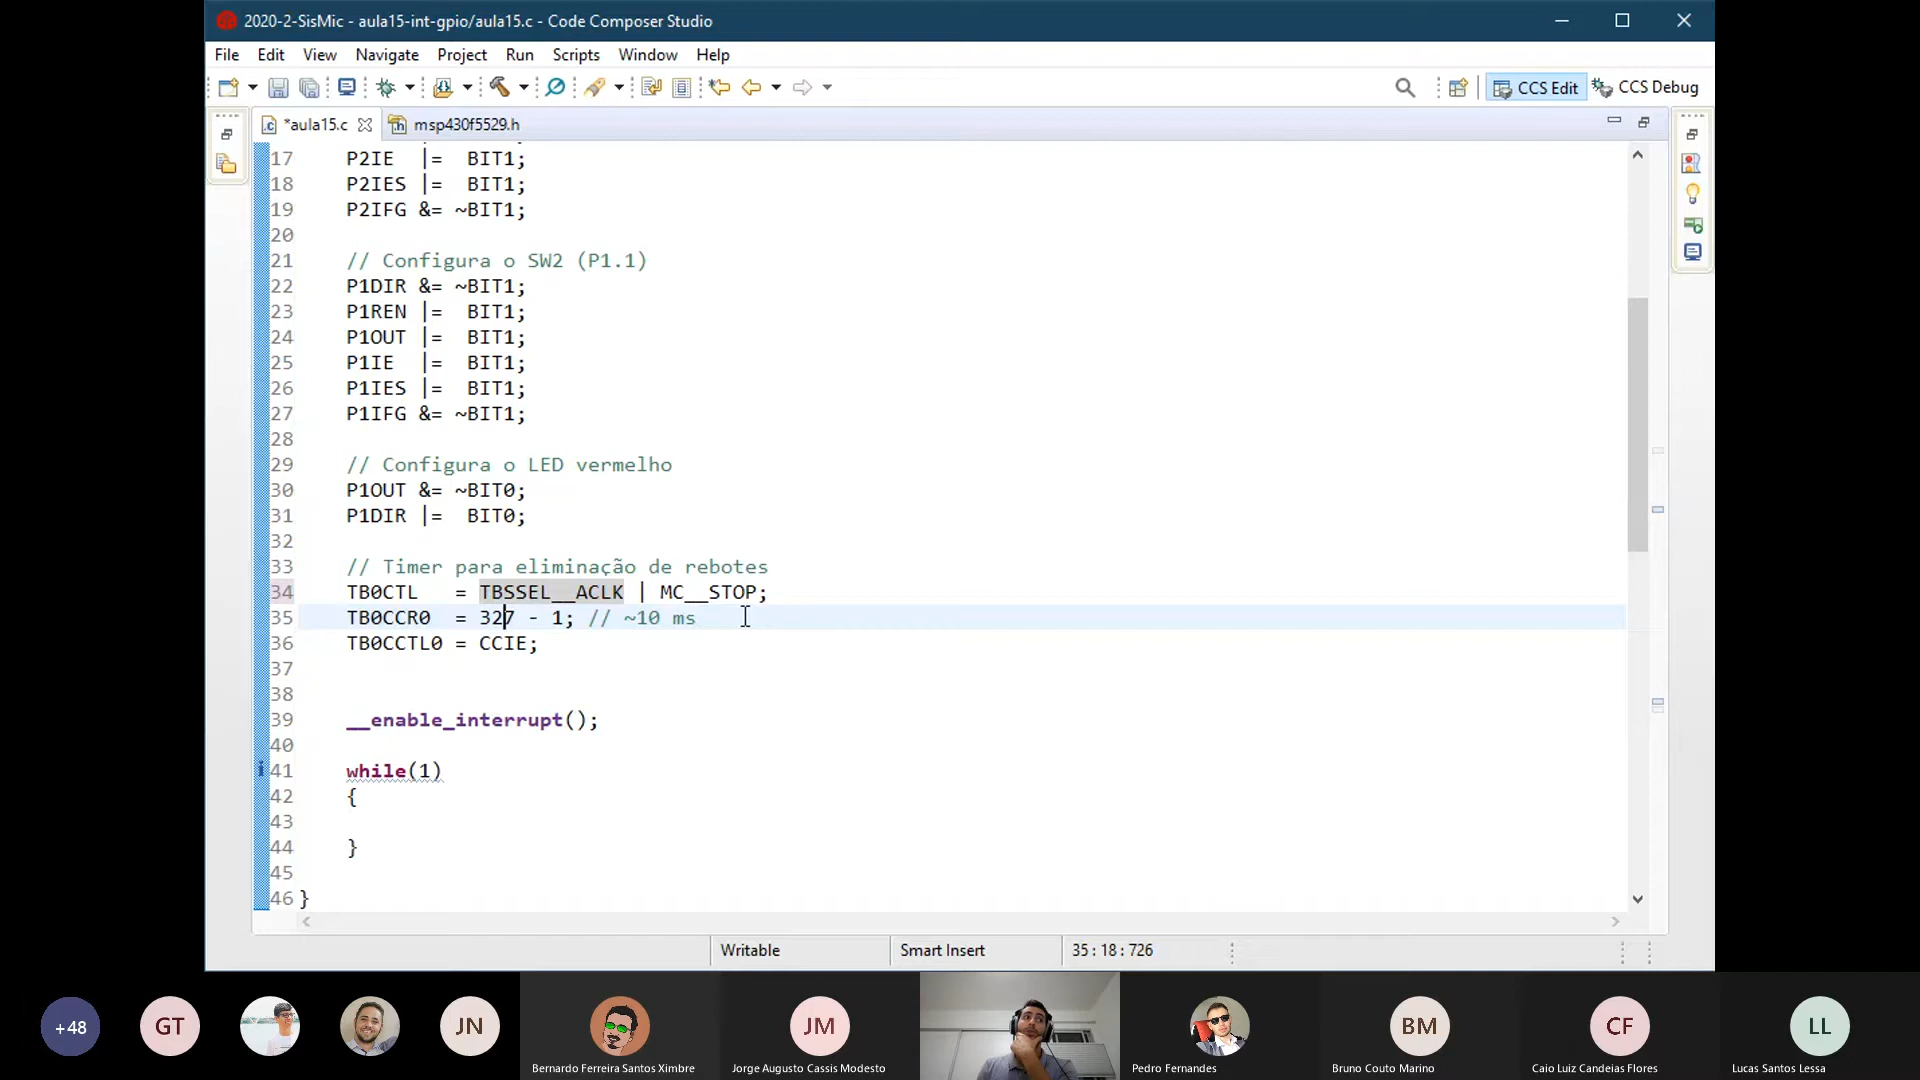 2020-2-SisMic - aula15-int-gpio/aula15.c - Code Composer Studio
File Edit View Navigate Project Run Scripts Window Help
CCS Edit CCS Debug
*aula15.c msp430f5529.h
17 P2IE |= BIT1;
18 P2IES |= BIT1;
19 P2IFG &= ~BIT1;
20
21 // Configura o SW2 (P1.1)
22 P1DIR &= ~BIT1;
23 P1REN |= BIT1;
24 P1OUT |= BIT1;
25 P1IE |= BIT1;
26 P1IES |= BIT1;
27 P1IFG &= ~BIT1;
28
29 // Configura o LED vermelho
30 P1OUT &= ~BIT0;
31 P1DIR |= BIT0;
32
33 // Timer para eliminação de rebotes
34 TB0CTL = TBSSEL__ACLK | MC__STOP;
35 TB0CCR0 = 327 - 1; // ~10 ms
36 TB0CCTL0 = CCIE;
37
38
39 __enable_interrupt();
40
41 while(1)
42 {
43
44 }
45
46 }
Writable Smart Insert 35 : 18 : 726
+48 GT JN JM BM CF LL
Bernardo Ferreira Santos Ximbre Jorge Augusto Cassis Modesto Pedro Fernandes Bruno Couto Marino Caio Luiz Candeias Flores Lucas Santos Lessa